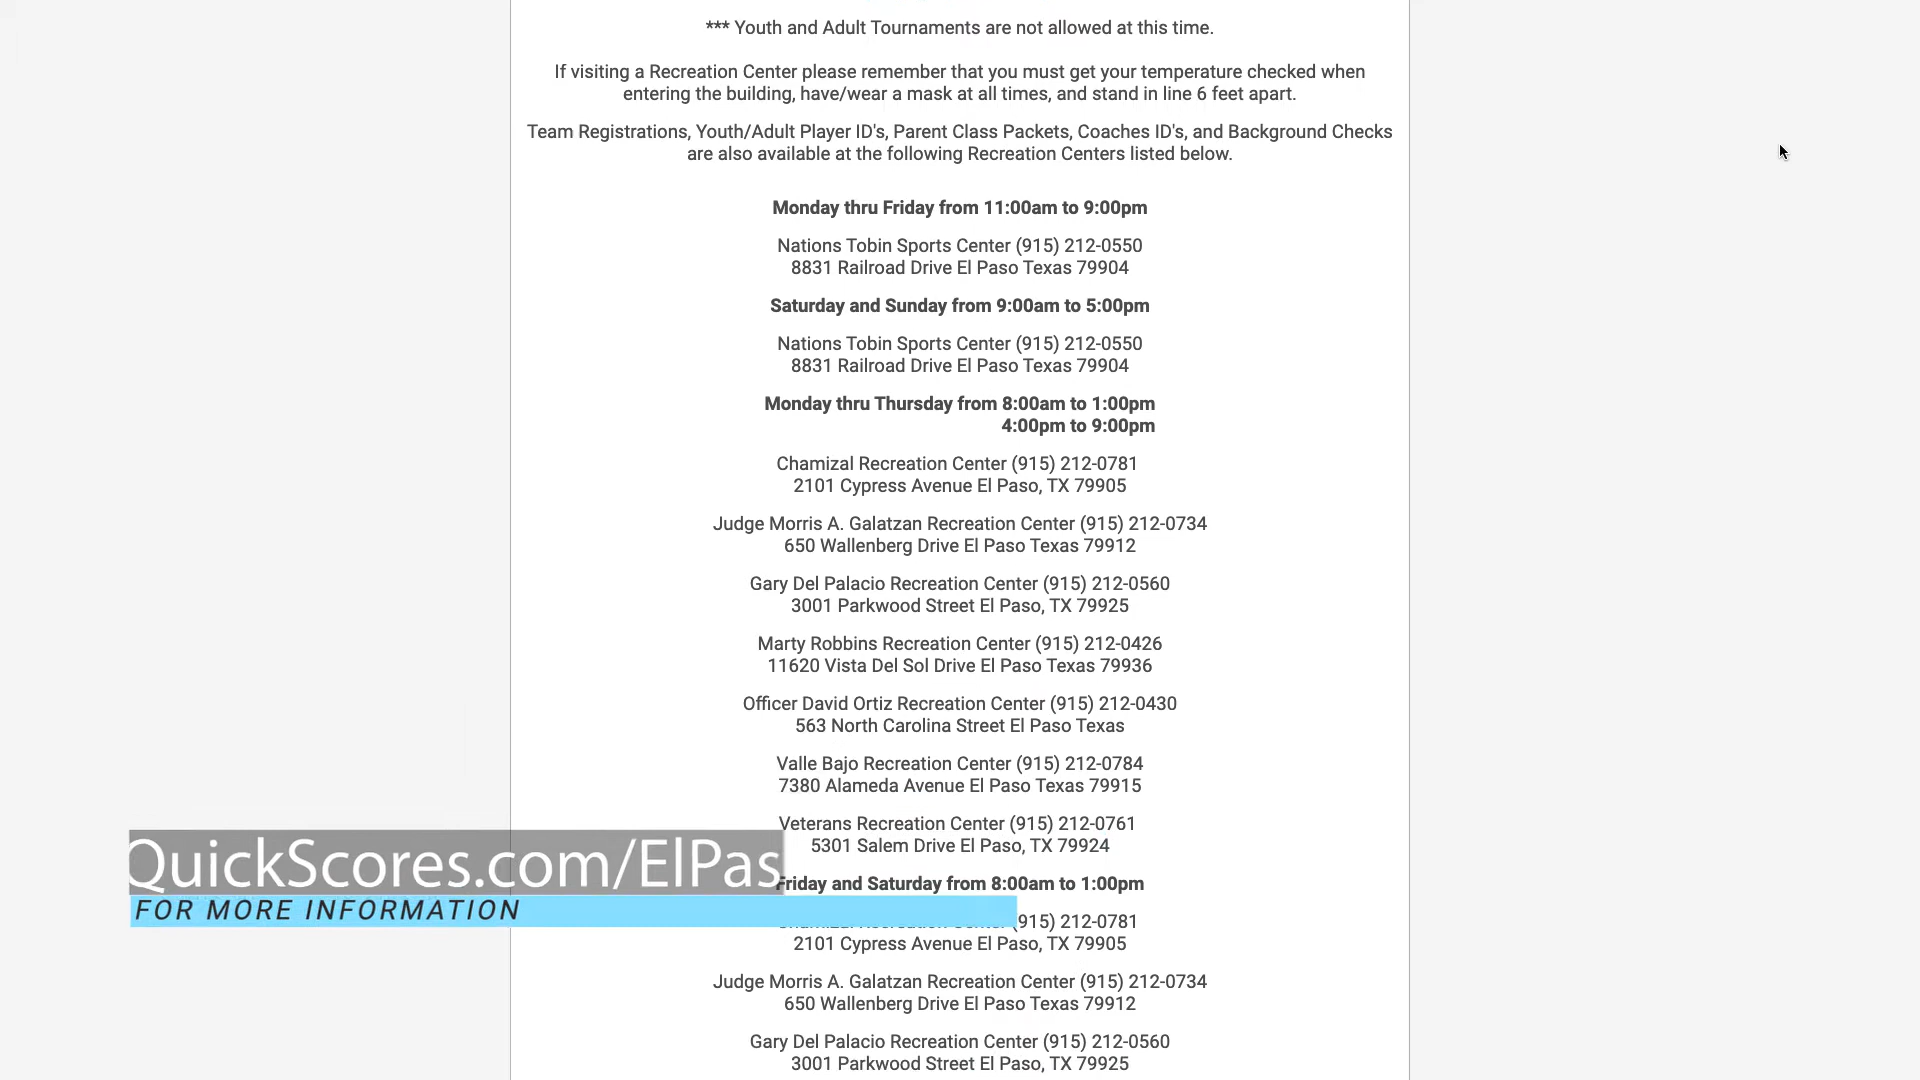 *** Youth and Adult Tournaments are not allowed at this time.
If visiting a Recreation Center please remember that you must get your temperature checked when
entering the building, have/wear a mask at all times, and stand in line 6 feet apart.
Team Registrations, Youth/Adult Player ID's, Parent Class Packets, Coaches ID's, and Background Checks
are also available at the following Recreation Centers listed below.
Monday thru Friday from 11:00am to 9:00pm
Nations Tobin Sports Center (915) 212-0550
8831 Railroad Drive El Paso Texas 79904
Saturday and Sunday from 9:00am to 5:00pm
Nations Tobin Sports Center (915) 212-0550
8831 Railroad Drive El Paso Texas 79904
Monday thru Thursday from 8:00am to 1:00pm
4:00pm to 9:00pm
Chamizal Recreation Center (915) 212-0781
2101 Cypress Avenue El Paso, TX 79905
Judge Morris A. Galatzan Recreation Center (915) 212-0734
650 Wallenberg Drive El Paso Texas 79912
Gary Del Palacio Recreation Center (915) 212-0560
3001 Parkwood Street El Paso, TX 79925
Marty Robbins Recreation Center (915) 212-0426
11620 Vista Del Sol Drive El Paso Texas 79936
Officer David Ortiz Recreation Center (915) 212-0430
563 North Carolina Street El Paso Texas
Valle Bajo Recreation Center (915) 212-0784
7380 Alameda Avenue El Paso Texas 79915
Veterans Recreation Center (915) 212-0761
5301 Salem Drive El Paso, TX 79924
QuickScores.com/ElPas
FOR MORE INFORMATION
Friday and Saturday from 8:00am to 1:00pm
(915) 212-0781
2101 Cypress Avenue El Paso, TX 79905
Judge Morris A. Galatzan Recreation Center (915) 212-0734
650 Wallenberg Drive El Paso Texas 79912
Gary Del Palacio Recreation Center (915) 212-0560
3001 Parkwood Street El Paso, TX 79925